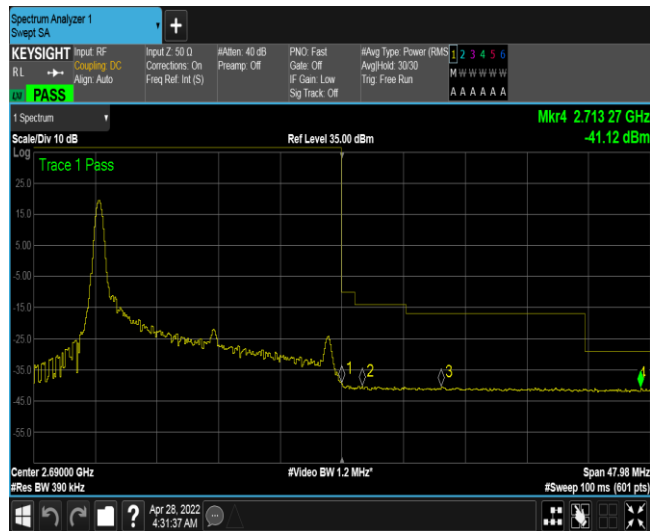 Spectrum Analyzer 1
Swept SA
KEYSIGHT
RL
Input: RF
Coupling: DC
Align: Auto
Input Z: 50 Ω
Corrections: On
Freq Ref: Int (S)
#Atten: 40 dB
Preamp: Off
PNO: Fast
Gate: Off
IF Gain: Low
Sig Track: Off
#Avg Type: Power (RMS
Avg|Hold: 30/30
Trig: Free Run
1 2 3 4 5 6
M W W W W W
A A A A A A
PASS
1 Spectrum
Mkr4 2.713 27 GHz
Scale/Div 10 dB
Ref Level 35.00 dBm
-41.12 dBm
Log
Trace 1 Pass
25.0
15.0
5.00
-5.00
-15.0
-25.0
-35.0
-45.0
-55.0
1
2
3
4
Center 2.69000 GHz
#Video BW 1.2 MHz*
Span 47.98 MHz
#Res BW 390 kHz
#Sweep 100 ms (601 pts)
?
Apr 28, 2022
4:31:37 AM